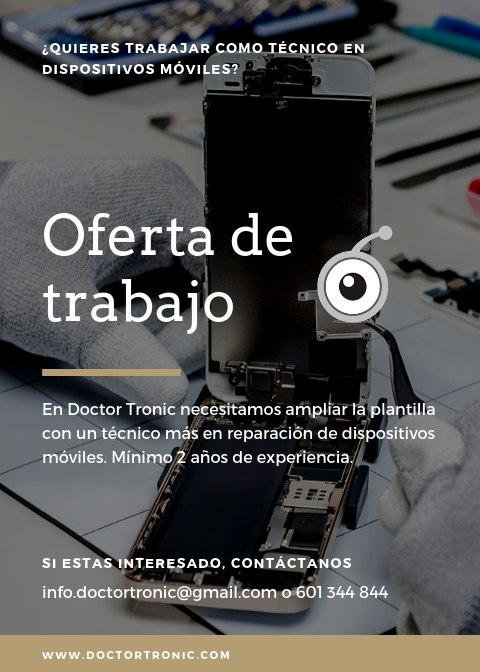 ¿QUIERES TRABAJAR COMO TÉCNICO EN
DISPOSITIVOS MÓVILES?
Oferta de
trabajo
En Doctor Tronic necesitamos ampliar la plantilla
con un técnico más en reparación de dispositivos
móviles. Mínimo 2 años de experiencia.
SI ESTAS INTERESADO, CONTÁCTANOS
info.doctortronic@gmail.com o 601 344 844
WWW.DOCTORTRONIC.COM